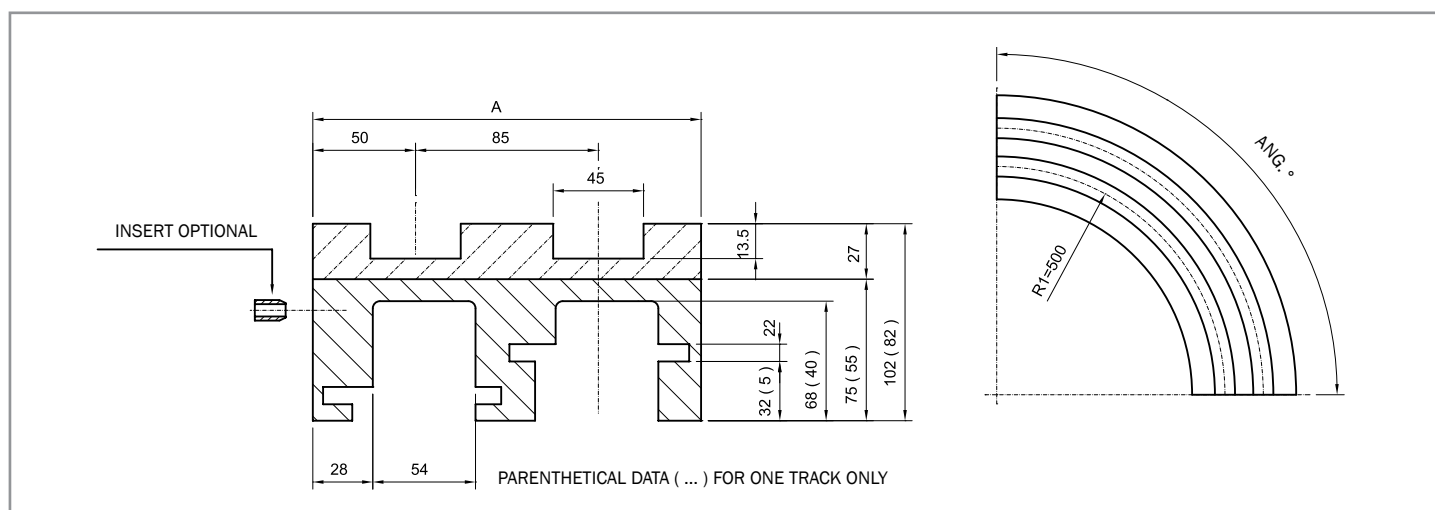 A
50
85
45
INSERT OPTIONAL
13.5
27
22
32 ( 5 )
68 ( 40 )
75 ( 55 )
102 ( 82 )
28
54
PARENTHETICAL DATA ( ... ) FOR ONE TRACK ONLY
ANG. °
R1=500